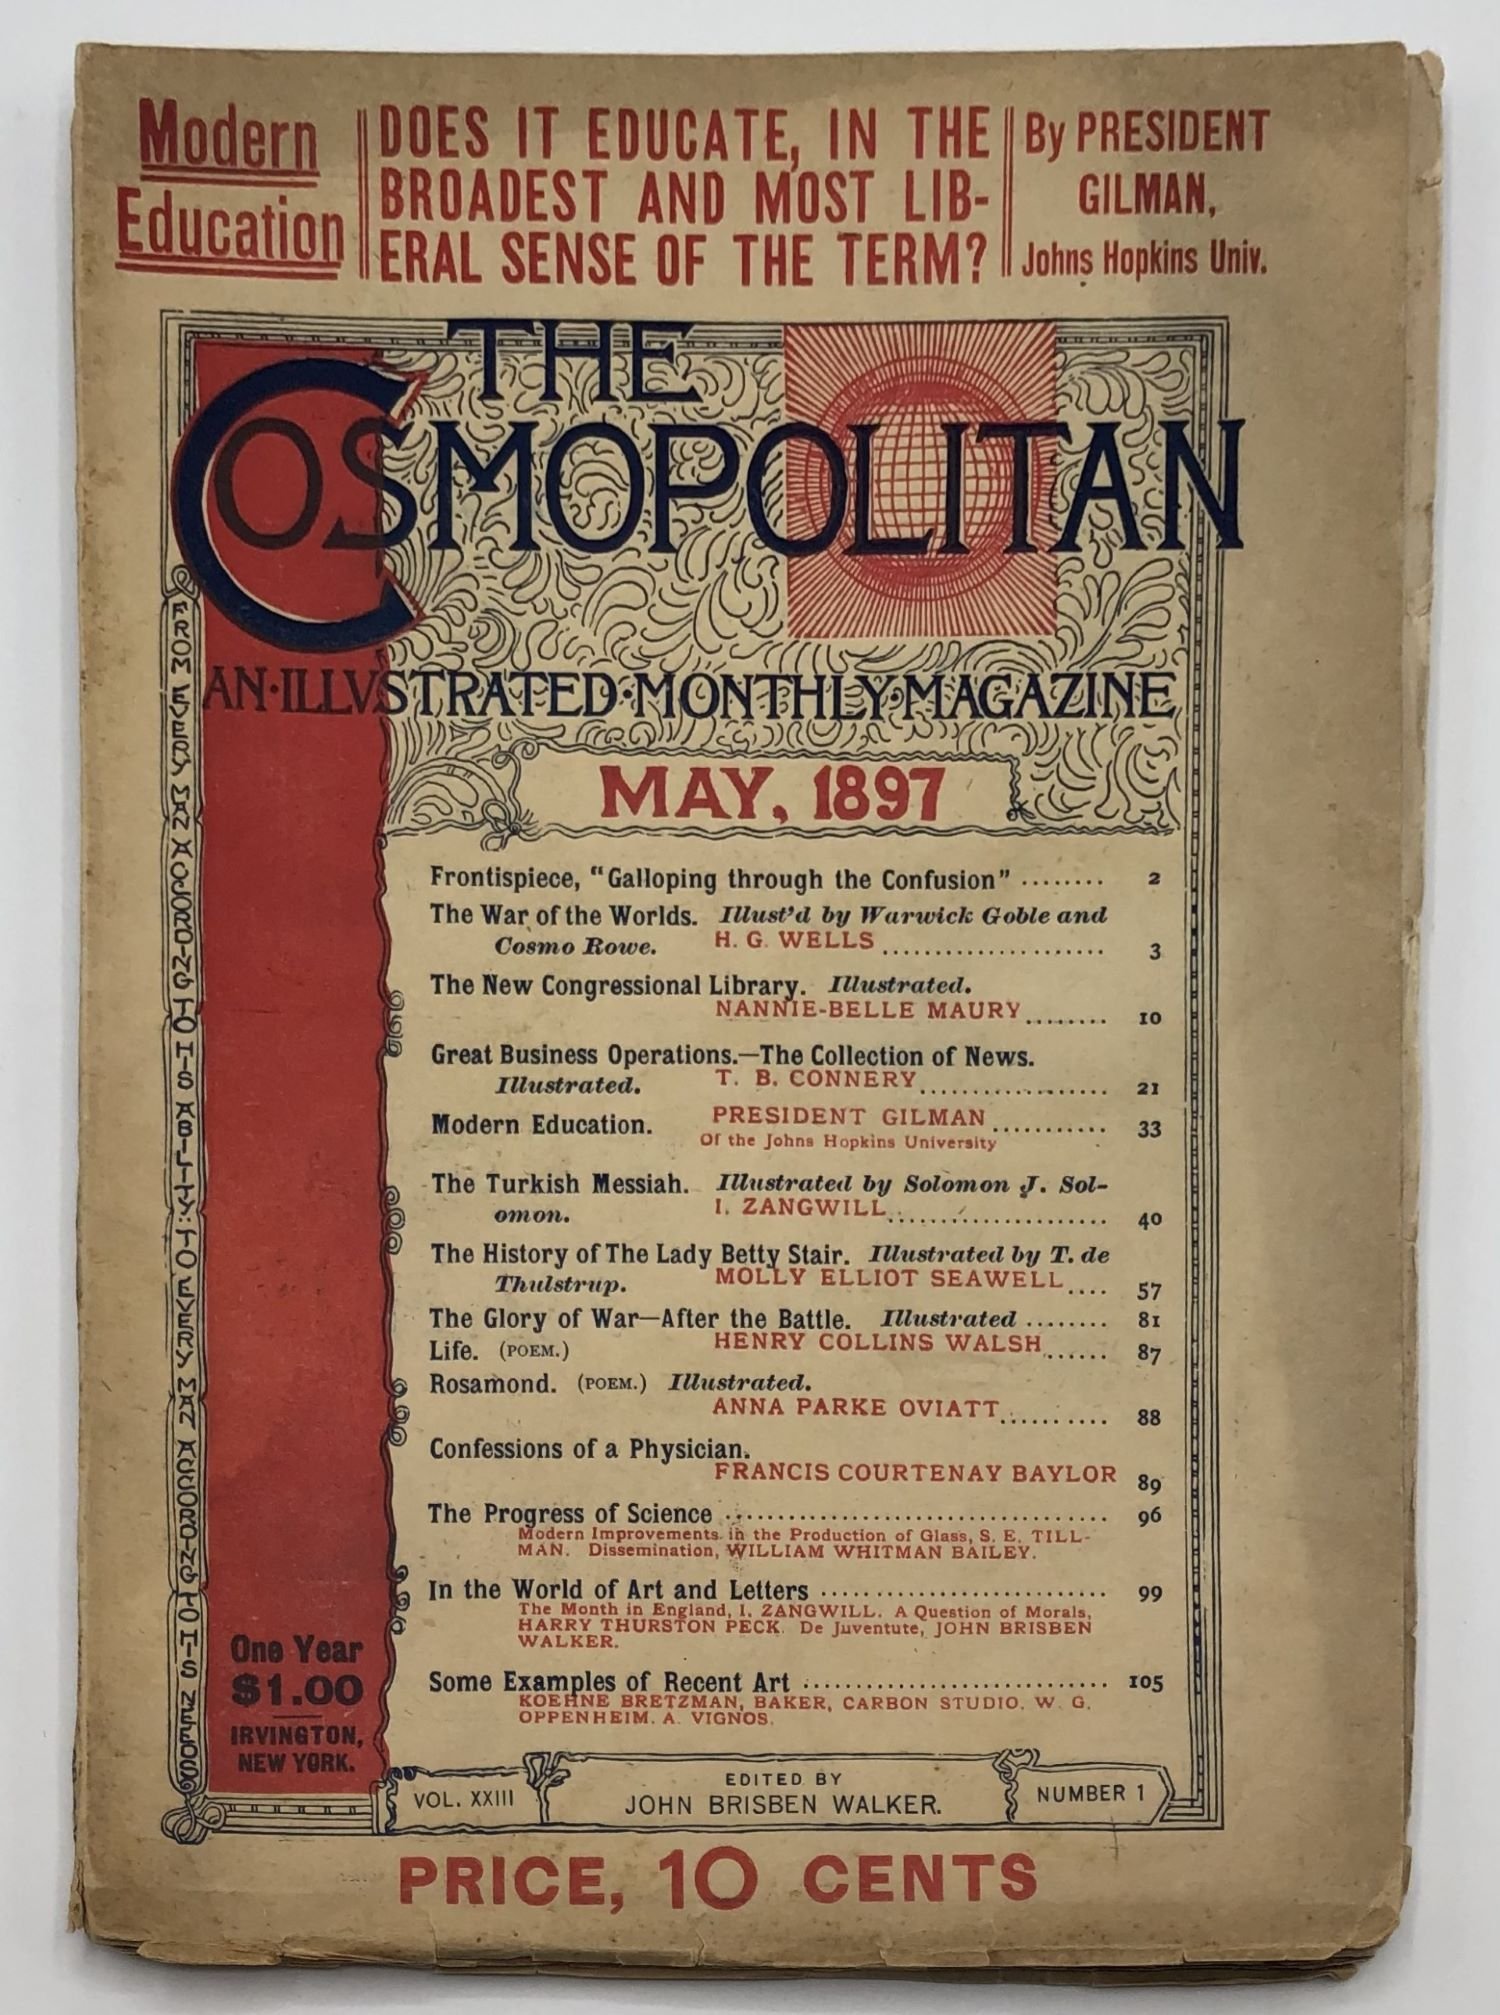 Modern
Education
DOES IT EDUCATE, IN THE
BROADEST AND MOST LIB-
ERAL SENSE OF THE TERM?
By PRESIDENT
GILMAN,
Johns Hopkins Univ.
THE
COSMOPOLITAN
AN·ILLVSTRATED·MONTHLY·MAGAZINE
FROM EVERY MAN ACCORDING TO HIS ABILITY: TO EVERY MAN ACCORDING TO HIS NEEDS
MAY, 1897
Frontispiece, "Galloping through the Confusion" ........ 2
The War of the Worlds. Illust'd by Warwick Goble and
Cosmo Rowe. H. G. WELLS ...................... 3
The New Congressional Library. Illustrated.
NANNIE-BELLE MAURY ........ 10
Great Business Operations.—The Collection of News.
Illustrated. T. B. CONNERY ................... 21
Modern Education. PRESIDENT GILMAN ........... 33
Of the Johns Hopkins University
The Turkish Messiah. Illustrated by Solomon J. Sol-
omon. I. ZANGWILL ...................... 40
The History of The Lady Betty Stair. Illustrated by T. de
Thulstrup. MOLLY ELLIOT SEAWELL .... 57
The Glory of War—After the Battle. Illustrated ........ 81
Life. (POEM.) HENRY COLLINS WALSH ...... 87
Rosamond. (POEM.) Illustrated.
ANNA PARKE OVIATT ........... 88
Confessions of a Physician.
FRANCIS COURTENAY BAYLOR 89
The Progress of Science ..................................... 96
Modern Improvements in the Production of Glass, S. E. TILL-
MAN. Dissemination, WILLIAM WHITMAN BAILEY.
In the World of Art and Letters ........................... 99
The Month in England, I. ZANGWILL. A Question of Morals,
HARRY THURSTON PECK. De Juventute, JOHN BRISBEN
WALKER.
Some Examples of Recent Art ............................. 105
KOEHNE BRETZMAN, BAKER, CARBON STUDIO, W. G.
OPPENHEIM. A. VIGNOS.
One Year
$1.00
IRVINGTON,
NEW YORK.
VOL. XXIII
EDITED BY
JOHN BRISBEN WALKER.
NUMBER 1
PRICE, 10 CENTS